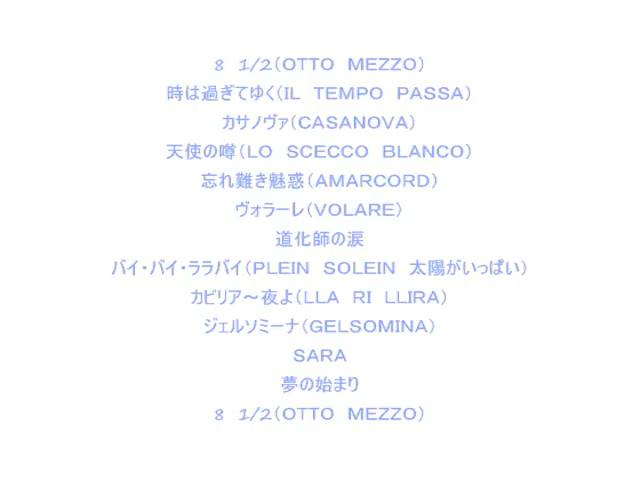 8 1/2(OTTO MEZZO)
時は過ぎてゆく(IL TEMPO PASSA)
カサノヴァ(CASANOVA)
天使の噂(LO SCECCO BLANCO)
忘れ難き魅惑(AMARCORD)
ヴォラーレ(VOLARE)
道化師の涙
バイ・バイ・ララバイ(PLEIN SOLEIN 太陽がいっぱい)
カビリア～夜よ(LLA RI LLIRA)
ジェルソミーナ(GELSOMINA)
SARA
夢の始まり
8 1/2(OTTO MEZZO)